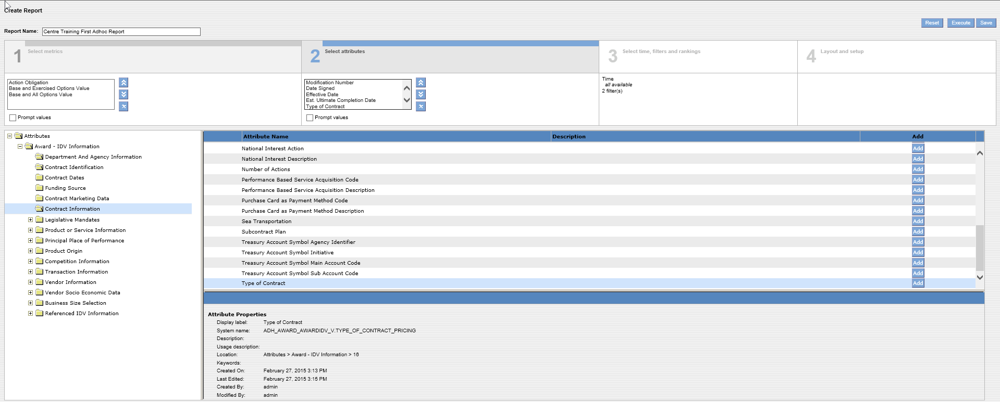 Create Report
Reset Execute Save
Report Name: Centre Training First Adhoc Report
1 Select metrics
2 Select attributes
3 Select time, filters and rankings
4 Layout and setup
Action Obligation
Base and Exercised Options Value
Base and All Options Value
Prompt values
Modification Number
Date Signed
Effective Date
Est. Ultimate Completion Date
Type of Contract
Prompt values
Time
all available
2 filter(s)
Attributes
Award - IDV Information
Department And Agency Information
Contract Identification
Contract Dates
Funding Source
Contract Marketing Data
Contract Information
Legislative Mandates
Product or Service Information
Principal Place of Performance
Product Origin
Competition Information
Transaction Information
Vendor Information
Vendor Socio Economic Data
Business Size Selection
Referenced IDV Information
Attribute Name Description Add
National Interest Action Add
National Interest Description Add
Number of Actions Add
Performance Based Service Acquisition Code Add
Performance Based Service Acquisition Description Add
Purchase Card as Payment Method Code Add
Purchase Card as Payment Method Description Add
Sea Transportation Add
Subcontract Plan Add
Treasury Account Symbol Agency Identifier Add
Treasury Account Symbol Initiative Add
Treasury Account Symbol Main Account Code Add
Treasury Account Symbol Sub Account Code Add
Type of Contract Add
Attribute Properties
Display label: Type of Contract
System name: ADH_AWARD_AWARDIDV_V.TYPE_OF_CONTRACT_PRICING
Description:
Usage description:
Location: Attributes > Award - IDV Information > 16
Keywords:
Created On: February 27, 2015 3:13 PM
Last Edited: February 27, 2015 3:15 PM
Created By: admin
Modified By: admin